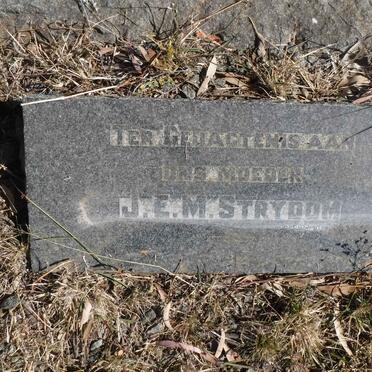 TER GEDAGTENIS AAN
ONS MOEDER
J.E.M. STRYDOM